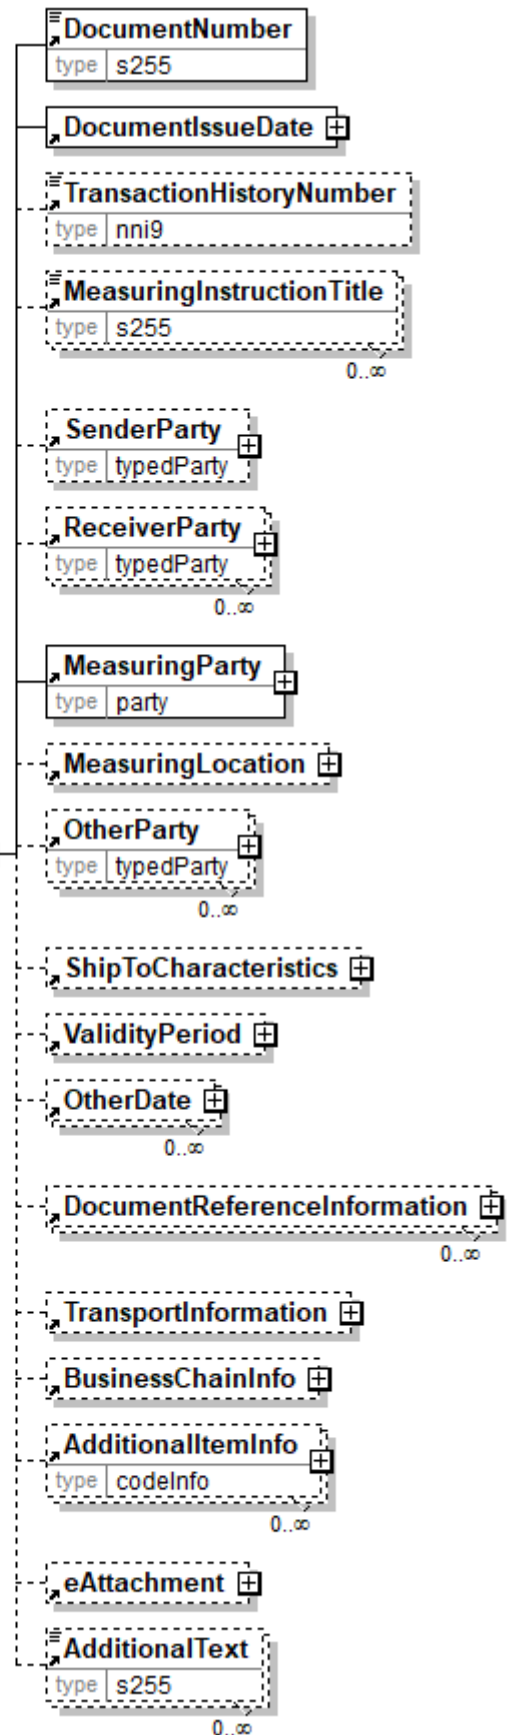 DocumentNumber
type s255
DocumentIssueDate
TransactionHistoryNumber
type nni9
MeasuringInstructionTitle
type s255
0..∞
SenderParty
type typedParty
ReceiverParty
type typedParty
0..∞
MeasuringParty
type party
MeasuringLocation
OtherParty
type typedParty
0..∞
ShipToCharacteristics
ValidityPeriod
OtherDate
0..∞
DocumentReferenceInformation
0..∞
TransportInformation
BusinessChainInfo
AdditionalItemInfo
type codeInfo
0..∞
eAttachment
AdditionalText
type s255
0..∞